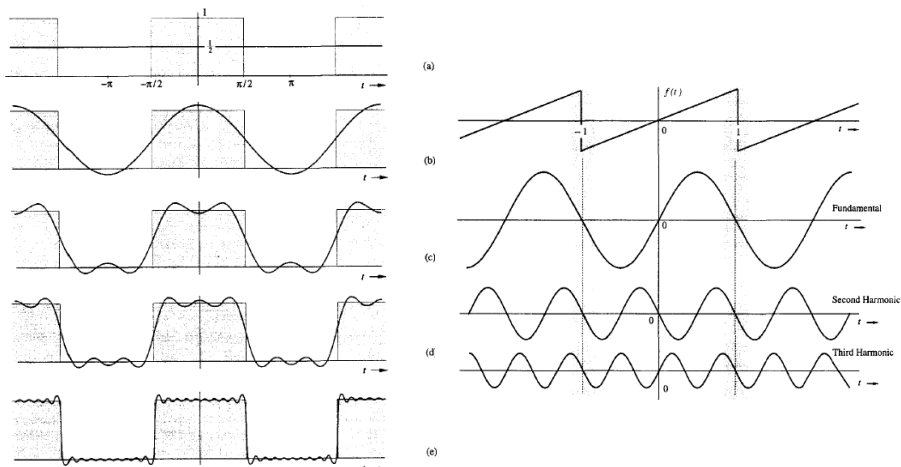 1
1/2
−π
−π/2
π/2
π
t
(a)
t
(b)
t
(c)
t
(d)
(e)
f(t)
−1
0
1
t
Fundamental
0
t
Second Harmonic
0
t
Third Harmonic
0
t